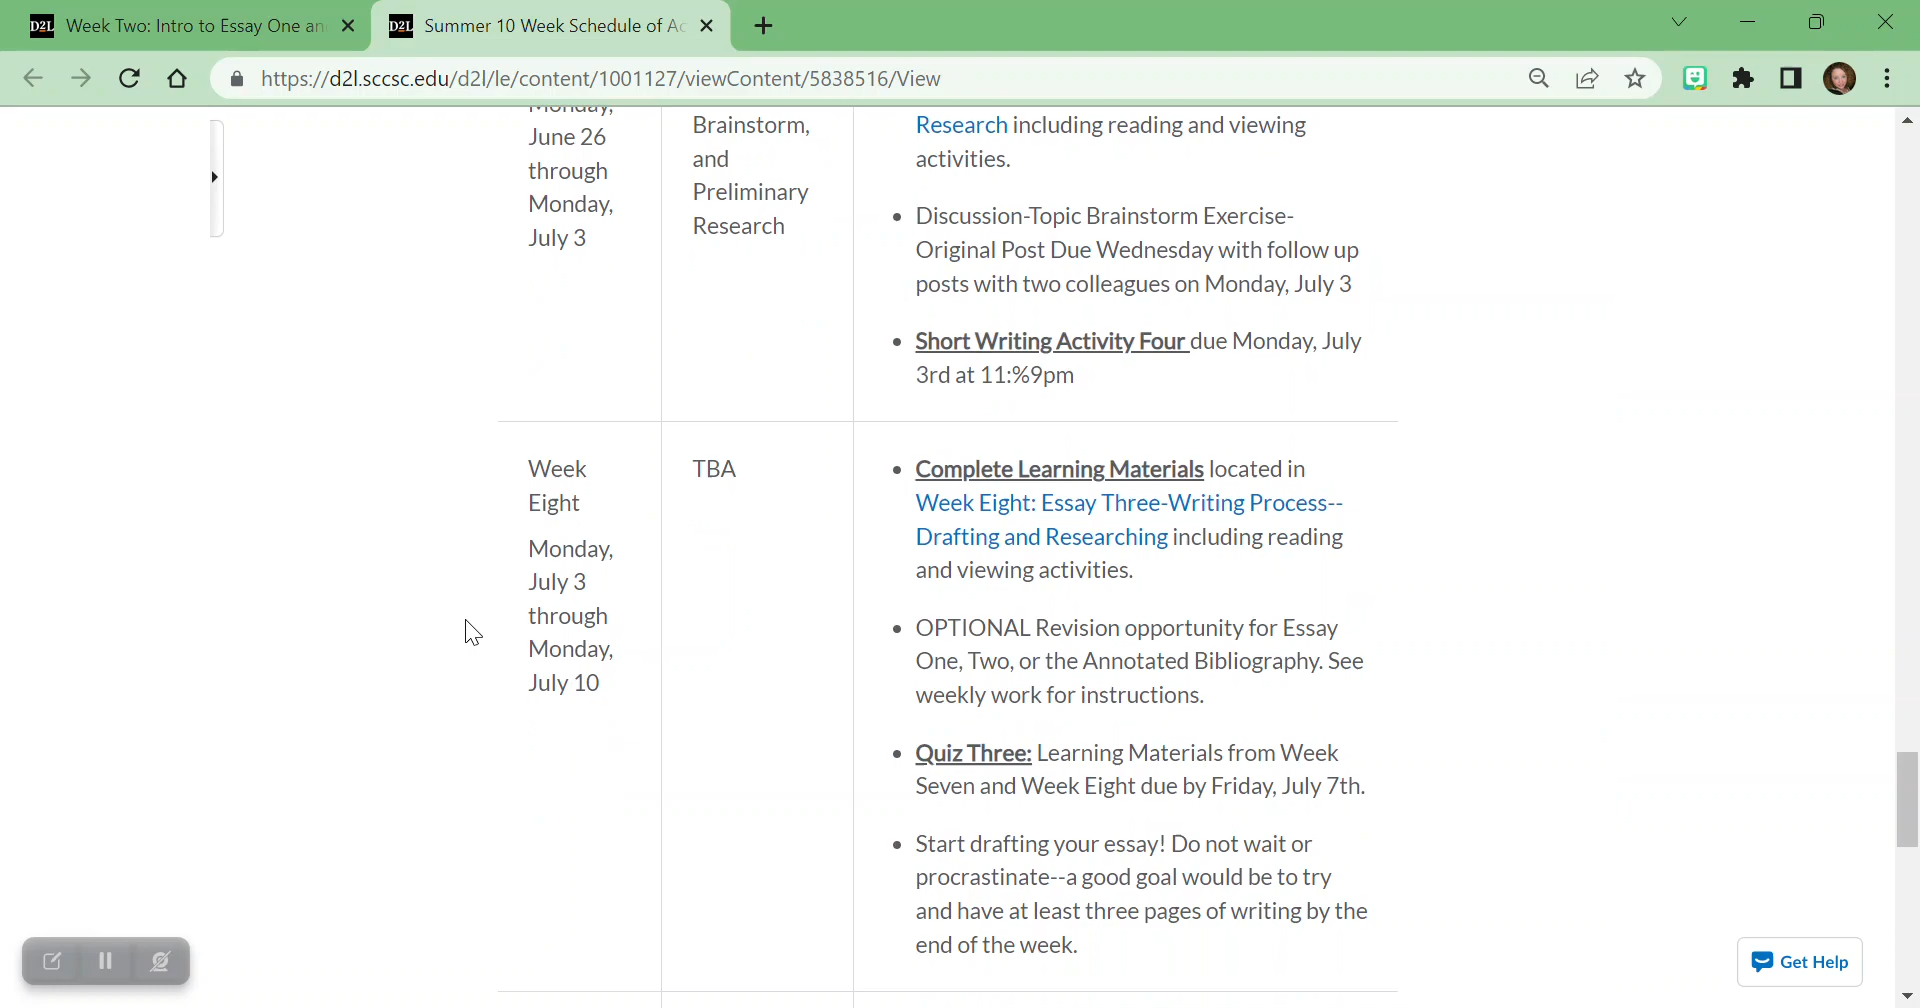 Week Two: Intro to Essay One an
Summer 10 Week Schedule of Ac
https://d2l.sccsc.edu/d2l/le/content/1001127/viewContent/5838516/View
Monday,
June 26
through
Monday,
July 3
Brainstorm,
and
Preliminary
Research
Research including reading and viewing
activities.
• Discussion-Topic Brainstorm Exercise-
Original Post Due Wednesday with follow up
posts with two colleagues on Monday, July 3
• Short Writing Activity Four due Monday, July
3rd at 11:%9pm
Week
Eight
Monday,
July 3
through
Monday,
July 10
TBA
• Complete Learning Materials located in
Week Eight: Essay Three-Writing Process--
Drafting and Researching including reading
and viewing activities.
• OPTIONAL Revision opportunity for Essay
One, Two, or the Annotated Bibliography. See
weekly work for instructions.
• Quiz Three: Learning Materials from Week
Seven and Week Eight due by Friday, July 7th.
• Start drafting your essay! Do not wait or
procrastinate--a good goal would be to try
and have at least three pages of writing by the
end of the week.
Get Help
D2L
D2L